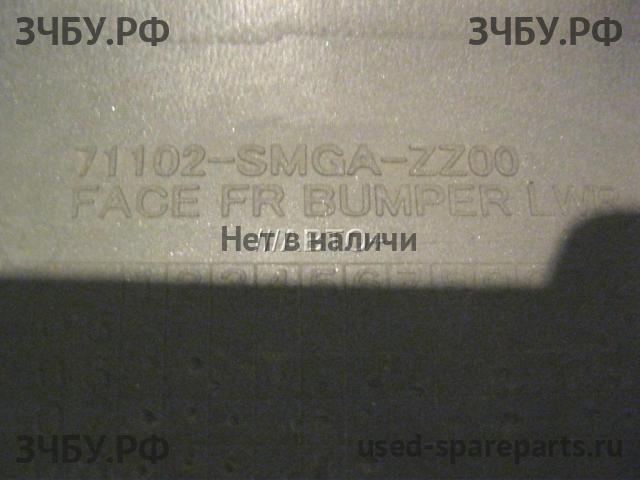 ЗЧБУ.РФ ЗЧБУ.РФ
71102-SMGA-ZZ00
FACE FR BUMPER LWR
Нет в наличи
ЗЧБУ.РФ used-spareparts.ru